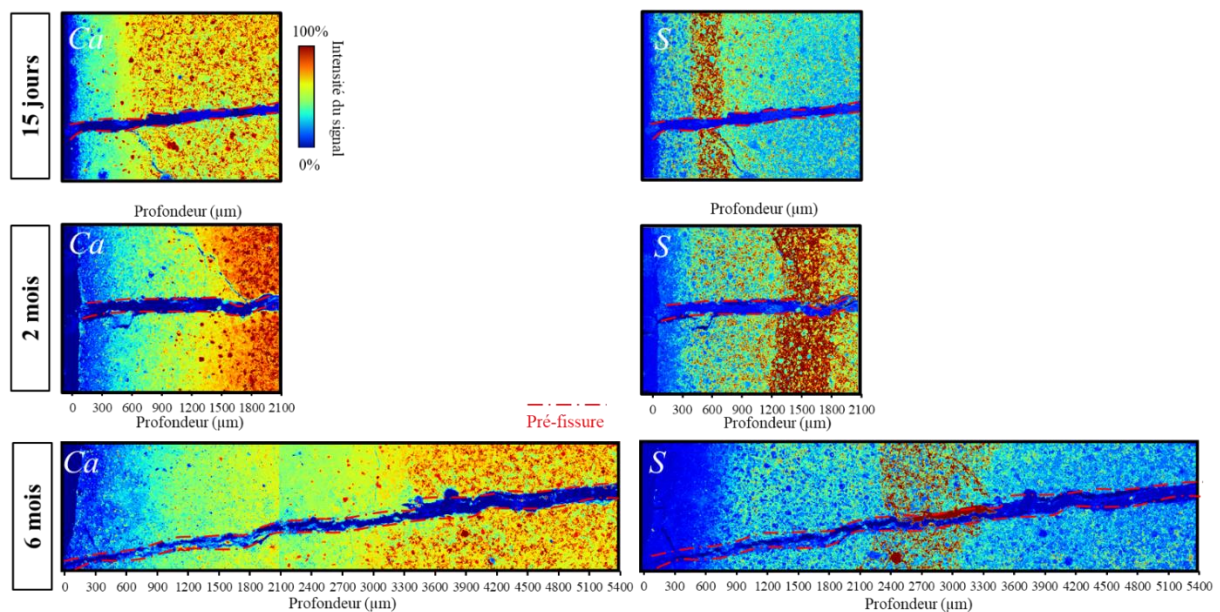 15 jours
Ca
100%
Intensité du signal
0%
S
Profondeur (µm)
Profondeur (µm)
2 mois
Ca
S
0 300 600 900 1200 1500 1800 2100
Profondeur (µm)
Pré-fissure
0 300 600 900 1200 1500 1800 2100
Profondeur (µm)
6 mois
Ca
S
0 300 600 900 1200 1500 1800 2100 2400 2700 3000 3300 3600 3900 4200 4500 4800 5100 5400
Profondeur (µm)
0 300 600 900 1200 1500 1800 2100 2400 2700 3000 3300 3600 3900 4200 4500 4800 5100 5400
Profondeur (µm)